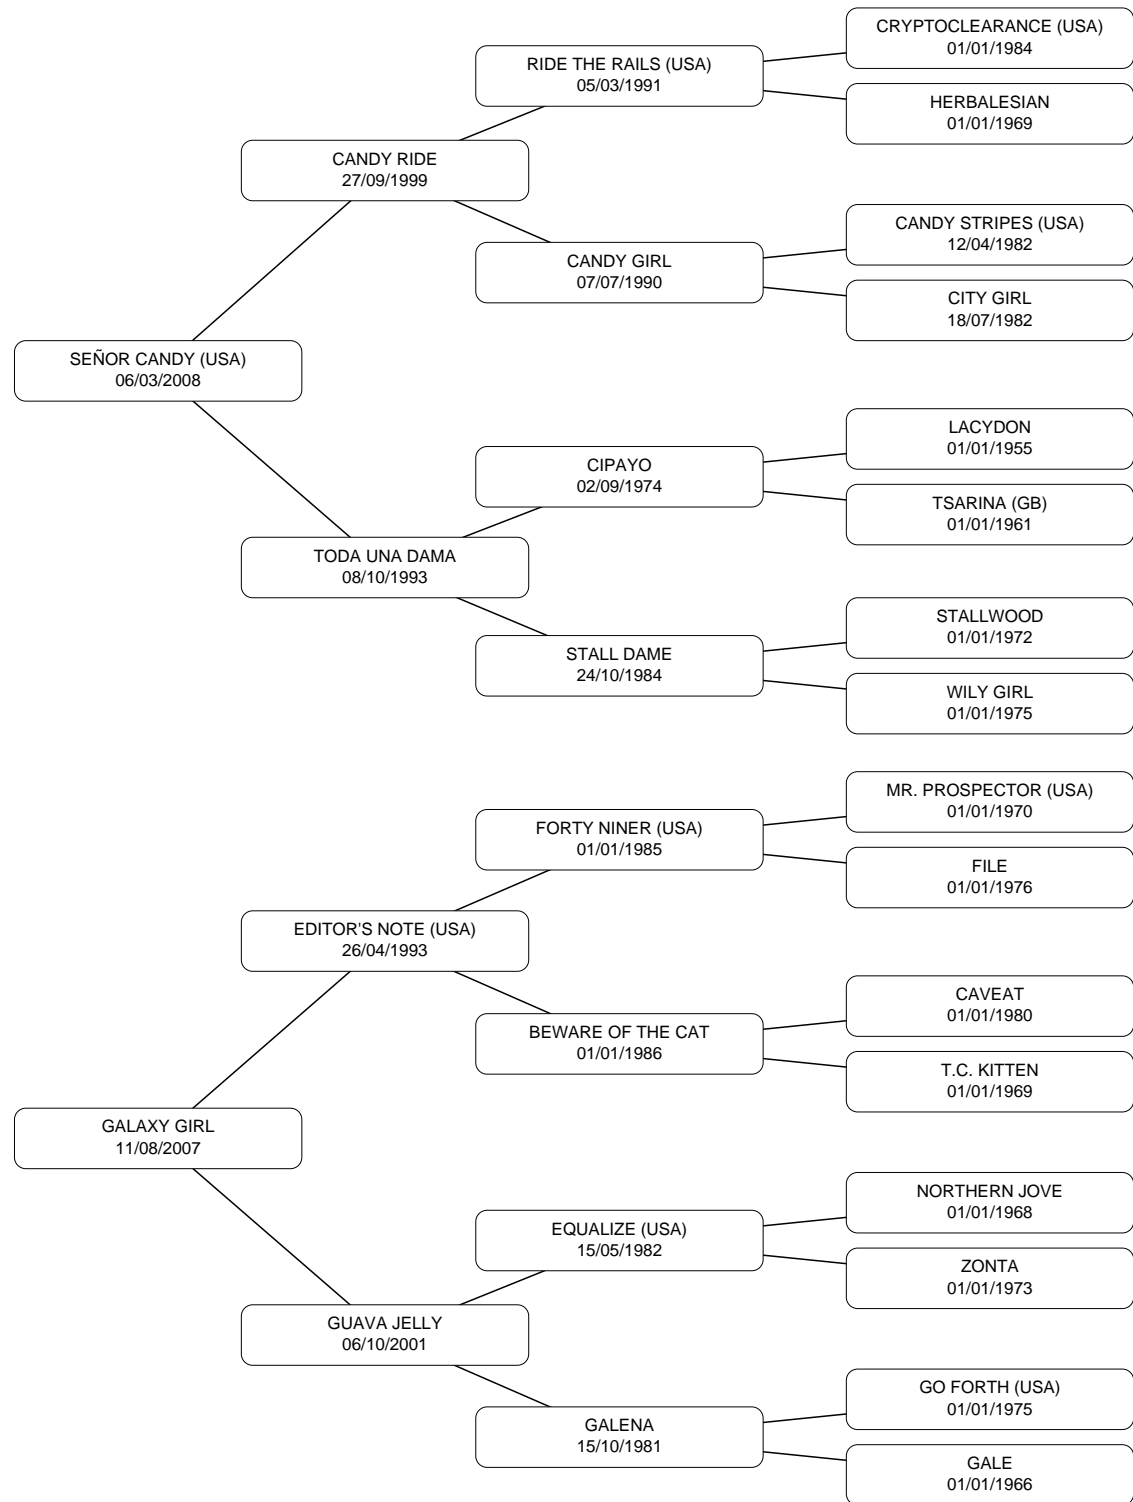 CRYPTOCLEARANCE (USA)
01/01/1984
RIDE THE RAILS (USA)
05/03/1991
HERBALESIAN
01/01/1969
CANDY RIDE
27/09/1999
CANDY STRIPES (USA)
12/04/1982
CANDY GIRL
07/07/1990
CITY GIRL
18/07/1982
SEÑOR CANDY (USA)
06/03/2008
LACYDON
01/01/1955
CIPAYO
02/09/1974
TSARINA (GB)
01/01/1961
TODA UNA DAMA
08/10/1993
STALLWOOD
01/01/1972
STALL DAME
24/10/1984
WILY GIRL
01/01/1975
MR. PROSPECTOR (USA)
01/01/1970
FORTY NINER (USA)
01/01/1985
FILE
01/01/1976
EDITOR'S NOTE (USA)
26/04/1993
CAVEAT
01/01/1980
BEWARE OF THE CAT
01/01/1986
T.C. KITTEN
01/01/1969
GALAXY GIRL
11/08/2007
NORTHERN JOVE
01/01/1968
EQUALIZE (USA)
15/05/1982
ZONTA
01/01/1973
GUAVA JELLY
06/10/2001
GO FORTH (USA)
01/01/1975
GALENA
15/10/1981
GALE
01/01/1966